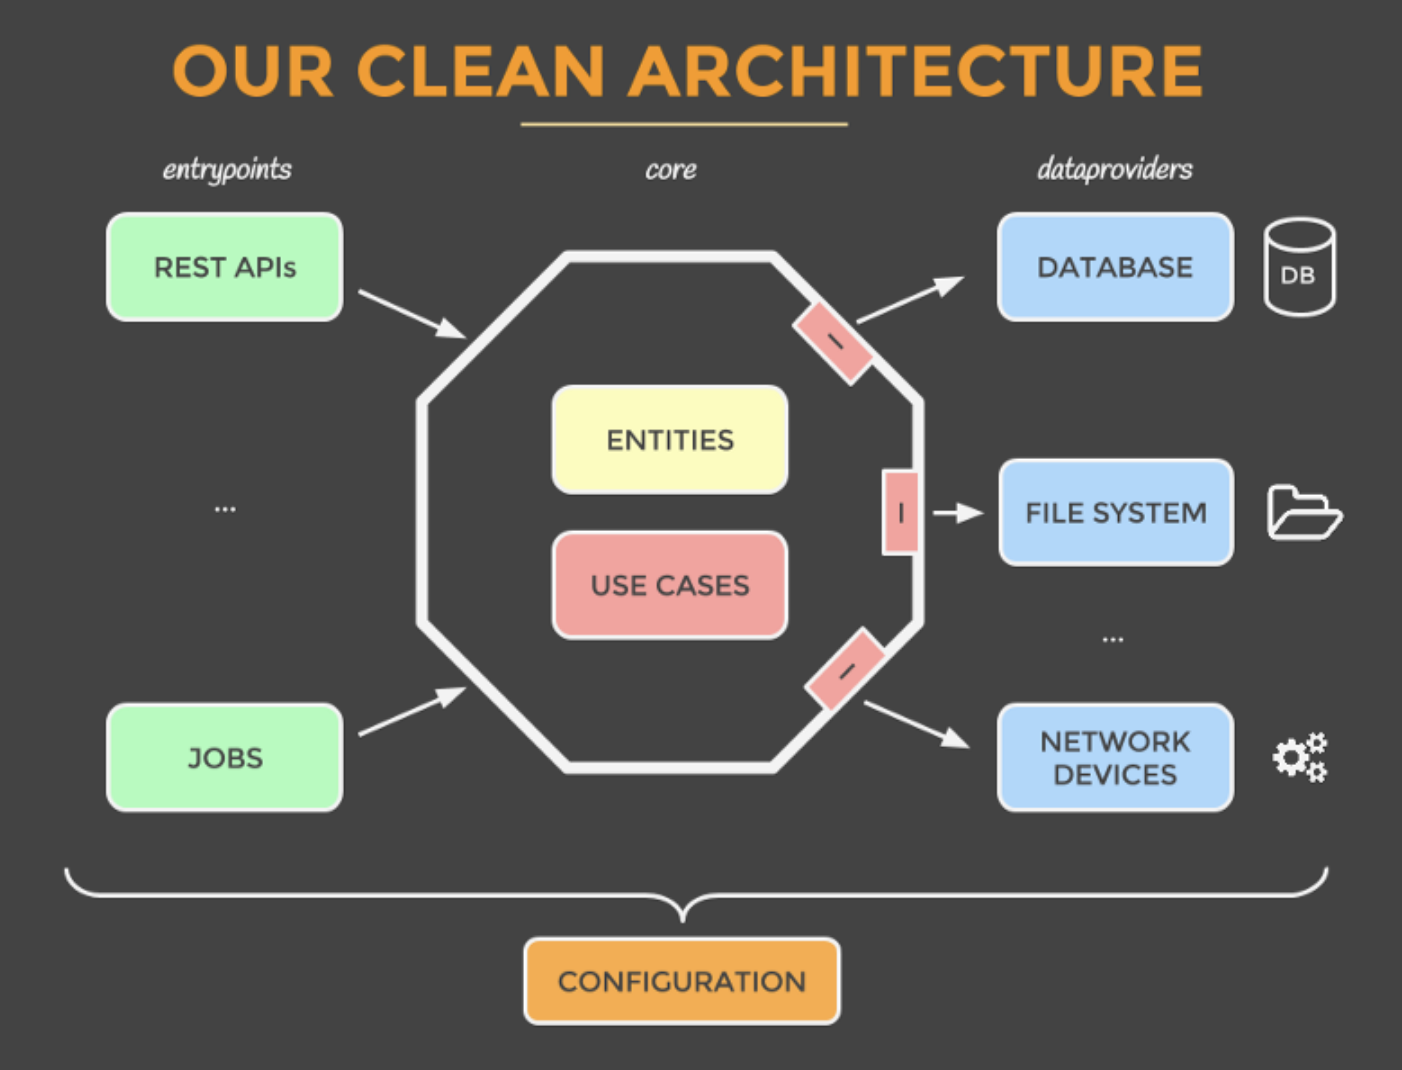 OUR CLEAN ARCHITECTURE
entrypoints
core
dataproviders
REST APIs
DATABASE
DB
I
ENTITIES
...
I
FILE SYSTEM
USE CASES
...
I
JOBS
NETWORK
DEVICES
CONFIGURATION